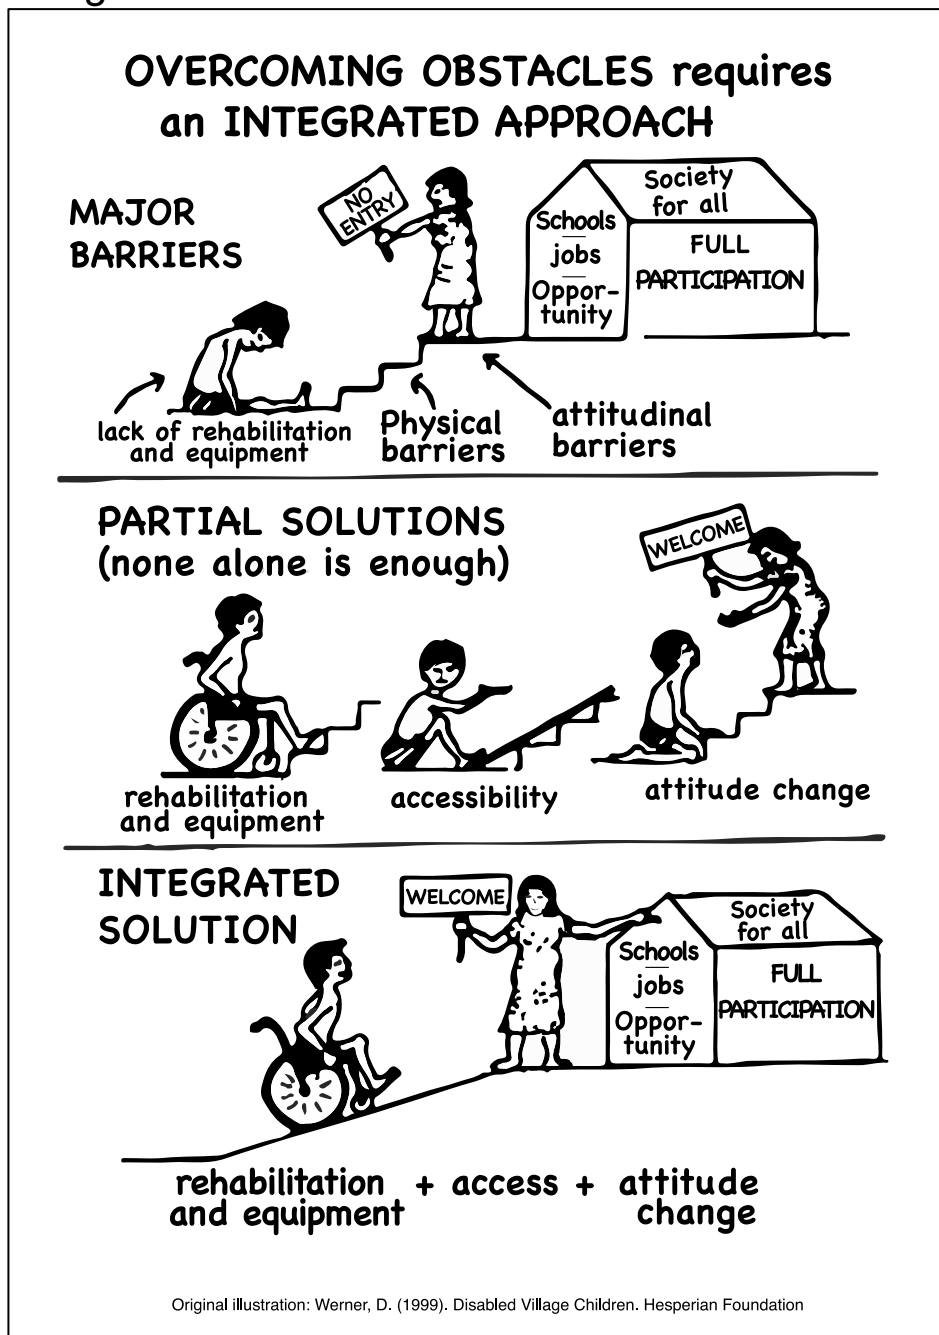 OVERCOMING OBSTACLES requires
an INTEGRATED APPROACH
MAJOR
BARRIERS
NO
ENTRY
Society
for all
Schools
jobs
Oppor-
tunity
FULL
PARTICIPATION
lack of rehabilitation
and equipment
Physical
barriers
attitudinal
barriers
PARTIAL SOLUTIONS
(none alone is enough)
WELCOME
rehabilitation
and equipment
accessibility
attitude change
INTEGRATED
SOLUTION
WELCOME
Society
for all
Schools
jobs
Oppor-
tunity
FULL
PARTICIPATION
rehabilitation + access + attitude
and equipment change
Original illustration: Werner, D. (1999). Disabled Village Children. Hesperian Foundation